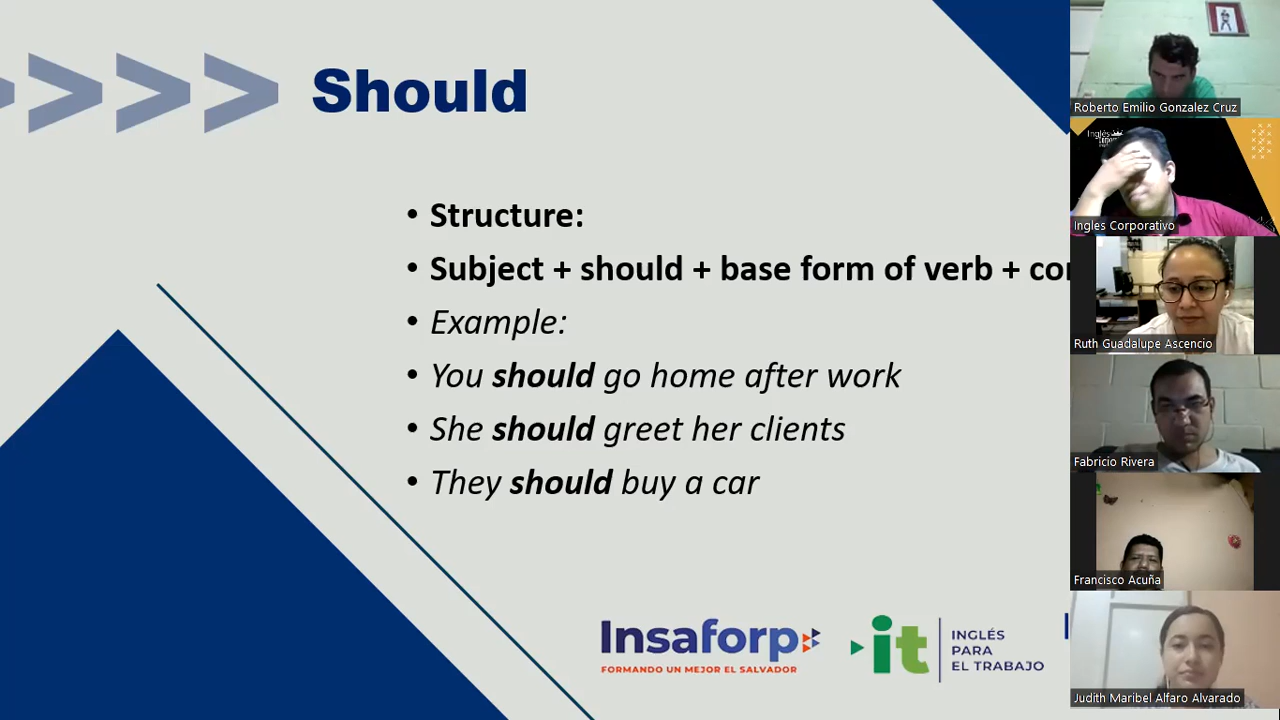 Should
• Structure:
• Subject + should + base form of verb +
• Example:
• You should go home after work
• She should greet her clients
• They should buy a car
Insaforp
FORMANDO UN MEJOR EL SALVADOR
it
INGLÉS
PARA
EL TRABAJO
Roberto Emilio Gonzalez Cruz
Inglés
Ingles Corporativo
Ruth Guadalupe Ascencio
Fabricio Rivera
Francisco Acuña
Judith Maribel Alfaro Alvarado